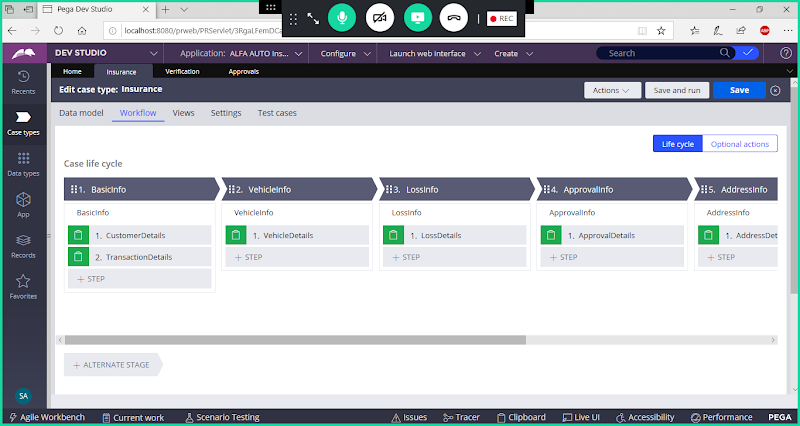 Pega Dev Studio
localhost:8080/prweb/PRServlet/3RgaLFemDCa
REC
DEV STUDIO
Application: ALFA AUTO Ins...
Configure
Launch web interface
Create
Search
Recents
Case types
Data types
App
Records
Favorites
SA
Home
Insurance
Verification
Approvals
Edit case type: Insurance
Actions
Save and run
Save
Data model
Workflow
Views
Settings
Test cases
Life cycle
Optional actions
Case life cycle
1. BasicInfo
2. VehicleInfo
3. LossInfo
4. ApprovalInfo
5. AddressInfo
BasicInfo
VehicleInfo
LossInfo
ApprovalInfo
AddressInfo
1. CustomerDetails
1. VehicleDetails
1. LossDetails
1. ApprovalDetails
1. AddressDet
2. TransactionDetails
+ STEP
+ STEP
+ STEP
+ STEP
+ STEP
+ ALTERNATE STAGE
Agile Workbench
Current work
Scenario Testing
Issues
Tracer
Clipboard
Live UI
Accessibility
Performance
PEGA